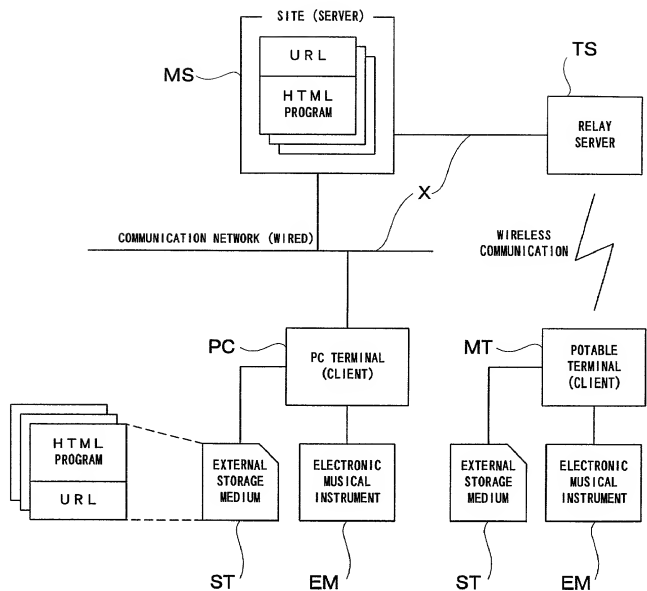 SITE (SERVER)
URL
HTML
PROGRAM
MS
TS
RELAY
SERVER
X
COMMUNICATION NETWORK (WIRED)
WIRELESS
COMMUNICATION
PC
PC TERMINAL
(CLIENT)
MT
POTABLE
TERMINAL
(CLIENT)
HTML
PROGRAM
URL
EXTERNAL
STORAGE
MEDIUM
ELECTRONIC
MUSICAL
INSTRUMENT
EXTERNAL
STORAGE
MEDIUM
ELECTRONIC
MUSICAL
INSTRUMENT
ST
EM
ST
EM